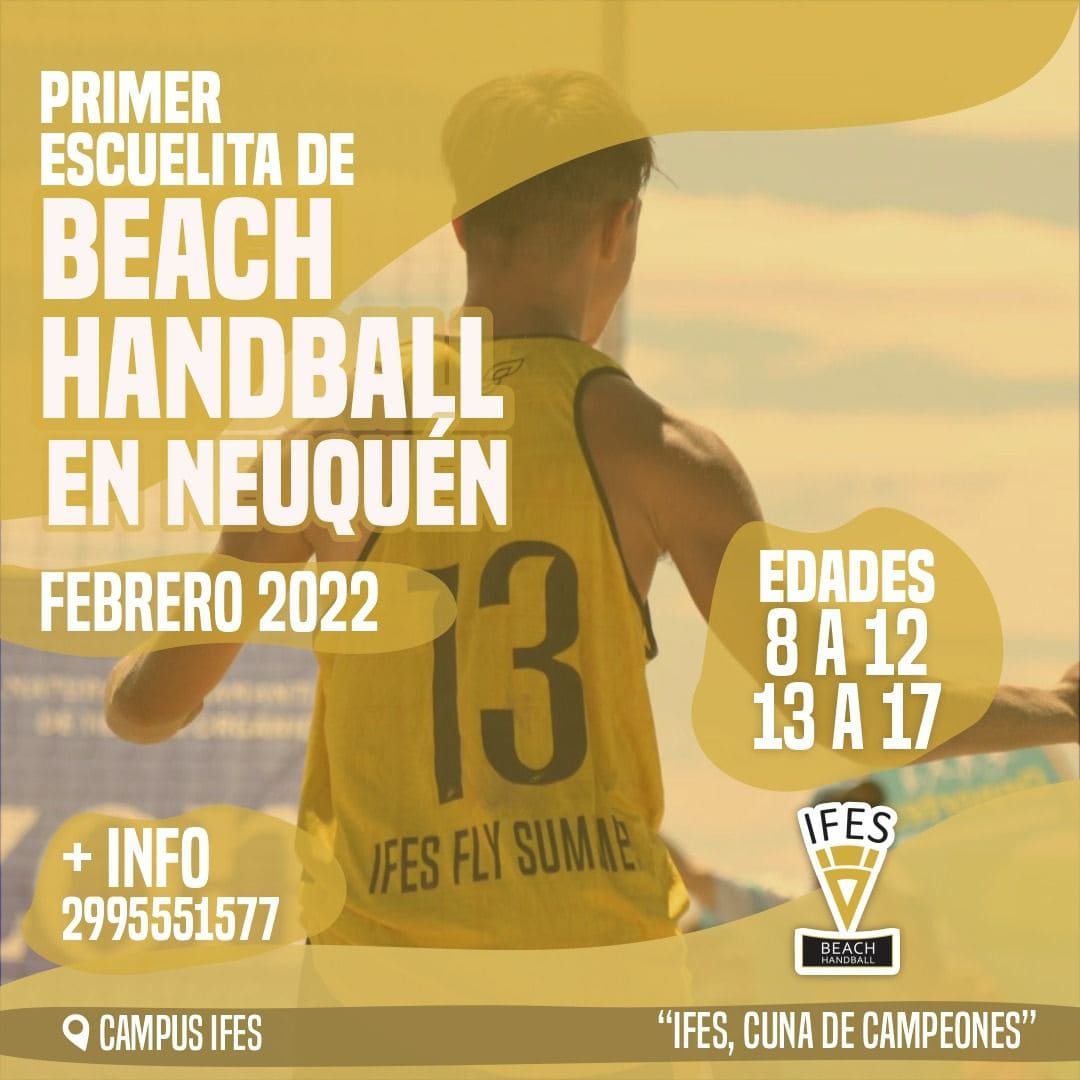 PRIMER
ESCUELITA DE
BEACH
HANDBALL
EN NEUQUÉN
FEBRERO 2022
EDADES
8 A 12
13 A 17
13
IFES FLY SUMAR
+ INFO
2995551577
IFES
BEACH
HANDBALL
CAMPUS IFES
“IFES, CUNA DE CAMPEONES”